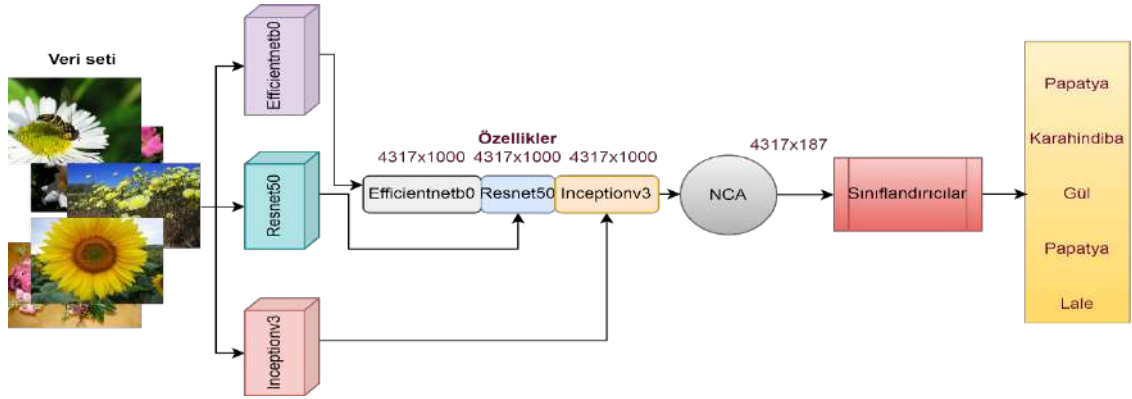 Veri seti
Efficientnetb0
Resnet50
Inceptionv3
Özellikler
4317x1000 4317x1000 4317x1000
Efficientnetb0 Resnet50 Inceptionv3
NCA
4317x187
Sınıflandırıcılar
Papatya
Karahindiba
Gül
Papatya
Lale